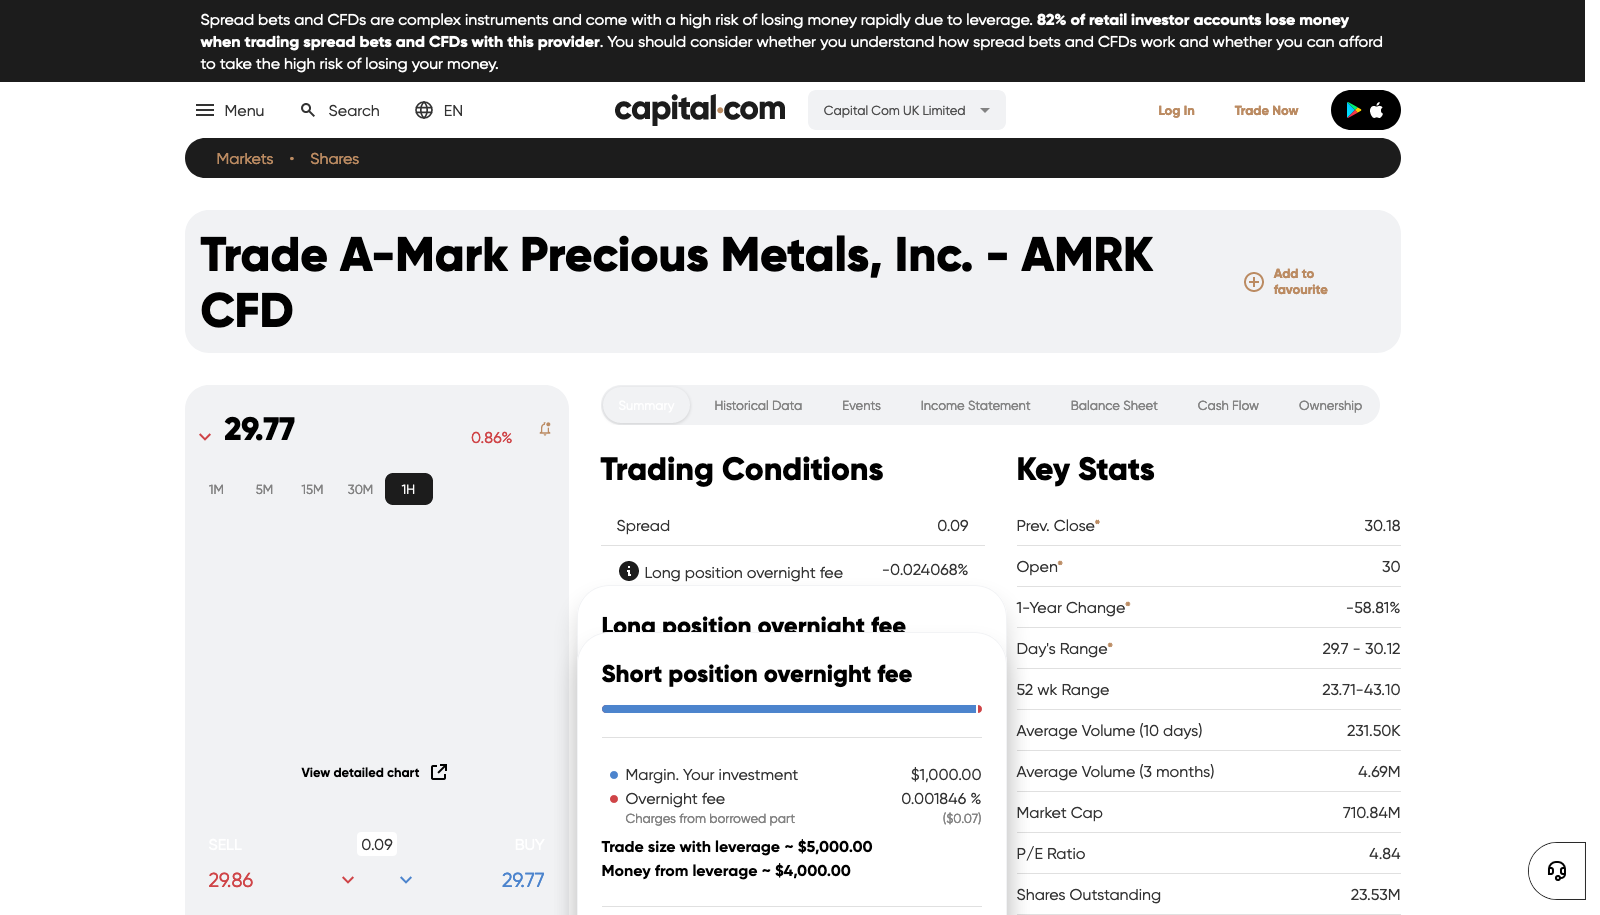 Spread bets and CFDs are complex instruments and come with a high risk of losing money rapidly due to leverage. 82% of retail investor accounts lose money
when trading spread bets and CFDs with this provider. You should consider whether you understand how spread bets and CFDs work and whether you can afford
to take the high risk of losing your money.
Menu Search EN capital.com Capital Com UK Limited Log In Trade Now
Markets • Shares
Trade A-Mark Precious Metals, Inc. - AMRK
CFD
Add to
favourite
29.77
0.86%
1M 5M 15M 30M 1H
View detailed chart
SELL 0.09 BUY
29.86 29.77
Summary Historical Data Events Income Statement Balance Sheet Cash Flow Ownership
Trading Conditions
Spread 0.09
Long position overnight fee -0.024068%
Long position overnight fee
Short position overnight fee
Margin. Your investment $1,000.00
Overnight fee 0.001846 %
Charges from borrowed part ($0.07)
Trade size with leverage ~ $5,000.00
Money from leverage ~ $4,000.00
Key Stats
Prev. Close* 30.18
Open* 30
1-Year Change* -58.81%
Day's Range* 29.7 - 30.12
52 wk Range 23.71-43.10
Average Volume (10 days) 231.50K
Average Volume (3 months) 4.69M
Market Cap 710.84M
P/E Ratio 4.84
Shares Outstanding 23.53M